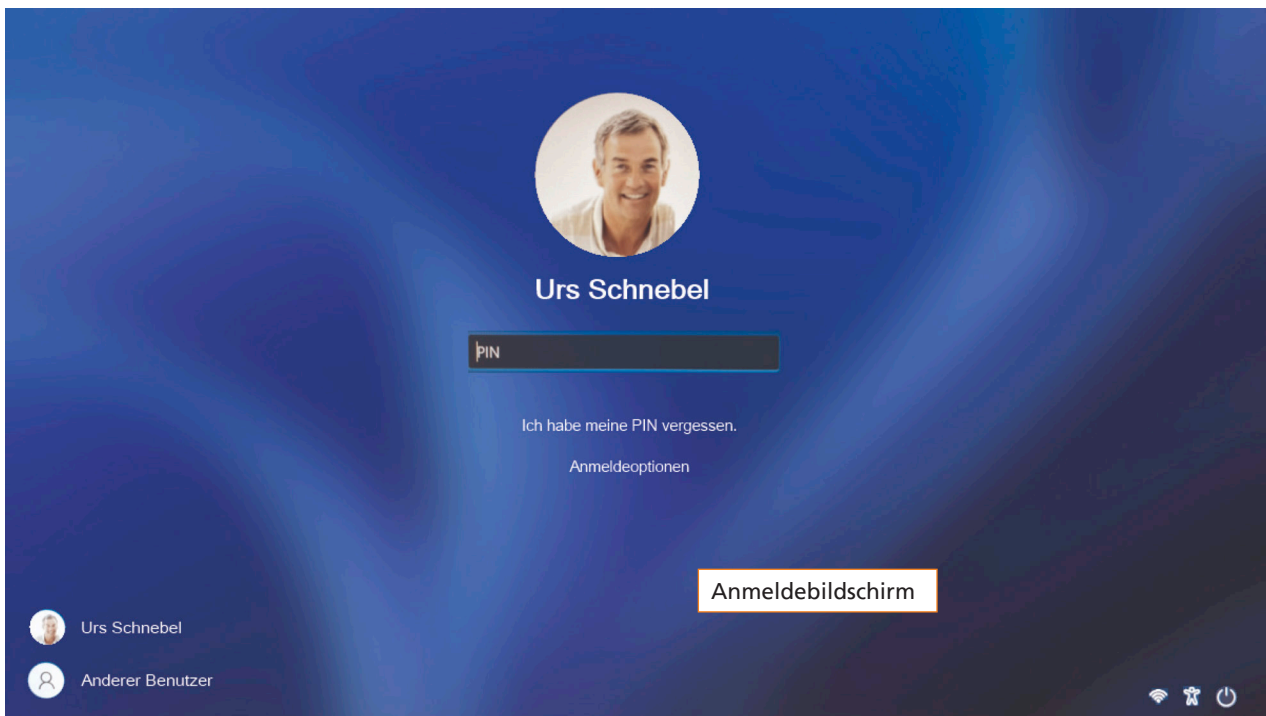 Urs Schnebel
PIN
Ich habe meine PIN vergessen.
Anmeldeoptionen
Anmeldebildschirm
Urs Schnebel
Anderer Benutzer